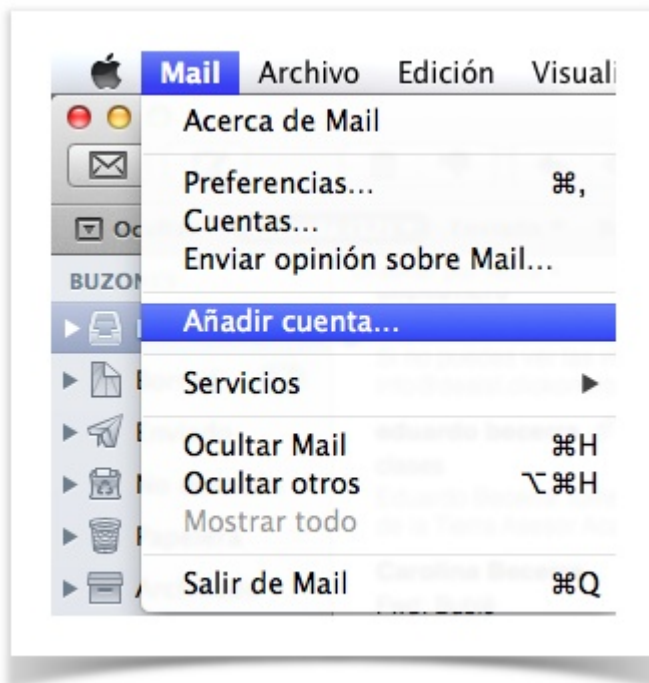 Mail Archivo Edición Visuali
Acerca de Mail
Preferencias... ⌘,
Oc
Cuentas...
Enviar opinión sobre Mail...
BUZON
Añadir cuenta...
Servicios ▶
Ocultar Mail ⌘H
Ocultar otros ⌥⌘H
Mostrar todo
Salir de Mail ⌘Q